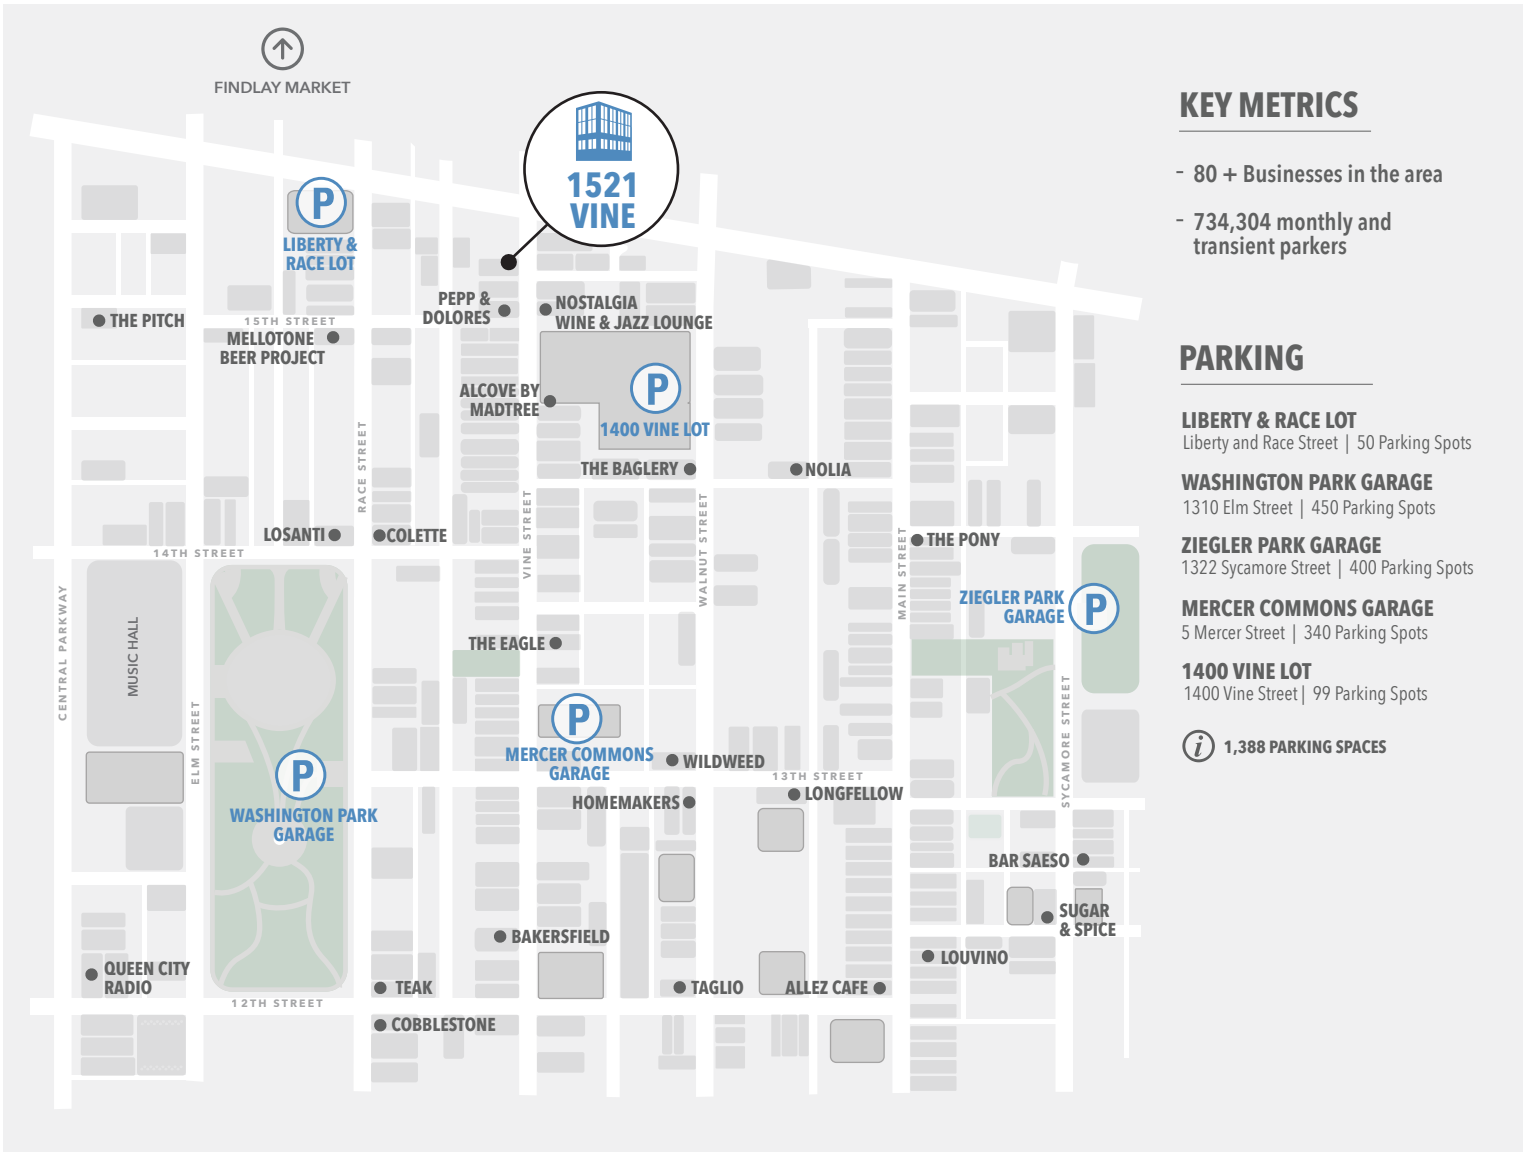 FINDLAY MARKET
1521
VINE
P
LIBERTY &
RACE LOT
THE PITCH
15TH STREET
MELLOTONE
BEER PROJECT
PEPP &
DOLORES
NOSTALGIA
WINE & JAZZ LOUNGE
ALCOVE BY
MADTREE
P
1400 VINE LOT
THE BAGLERY
NOLIA
RACE STREET
LOSANTI
COLETTE
14TH STREET
VINE STREET
WALNUT STREET
MAIN STREET
THE PONY
ZIEGLER PARK
GARAGE
P
CENTRAL PARKWAY
MUSIC HALL
ELM STREET
THE EAGLE
P
MERCER COMMONS
GARAGE
WILDWEED
13TH STREET
SYCAMORE STREET
P
WASHINGTON PARK
GARAGE
HOMEMAKERS
LONGFELLOW
BAR SAESO
SUGAR
& SPICE
BAKERSFIELD
LOUVINO
QUEEN CITY
RADIO
TEAK
TAGLIO
ALLEZ CAFE
12TH STREET
COBBLESTONE
KEY METRICS
- 80 + Businesses in the area
- 734,304 monthly and
transient parkers
PARKING
LIBERTY & RACE LOT
Liberty and Race Street | 50 Parking Spots
WASHINGTON PARK GARAGE
1310 Elm Street | 450 Parking Spots
ZIEGLER PARK GARAGE
1322 Sycamore Street | 400 Parking Spots
MERCER COMMONS GARAGE
5 Mercer Street | 340 Parking Spots
1400 VINE LOT
1400 Vine Street | 99 Parking Spots
i 1,388 PARKING SPACES